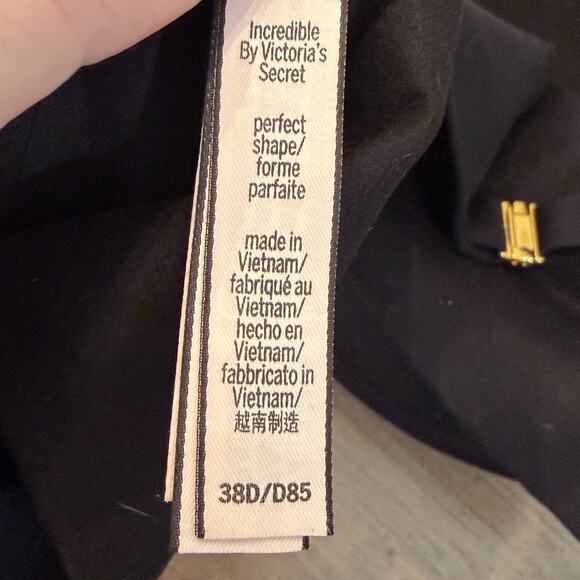 Incredible
By Victoria's
Secret
perfect
shape/
forme
parfaite
made in
Vietnam/
fabriqué au
Vietnam/
hecho en
Vietnam/
fabbricato in
Vietnam/
越南制造
38D/D85